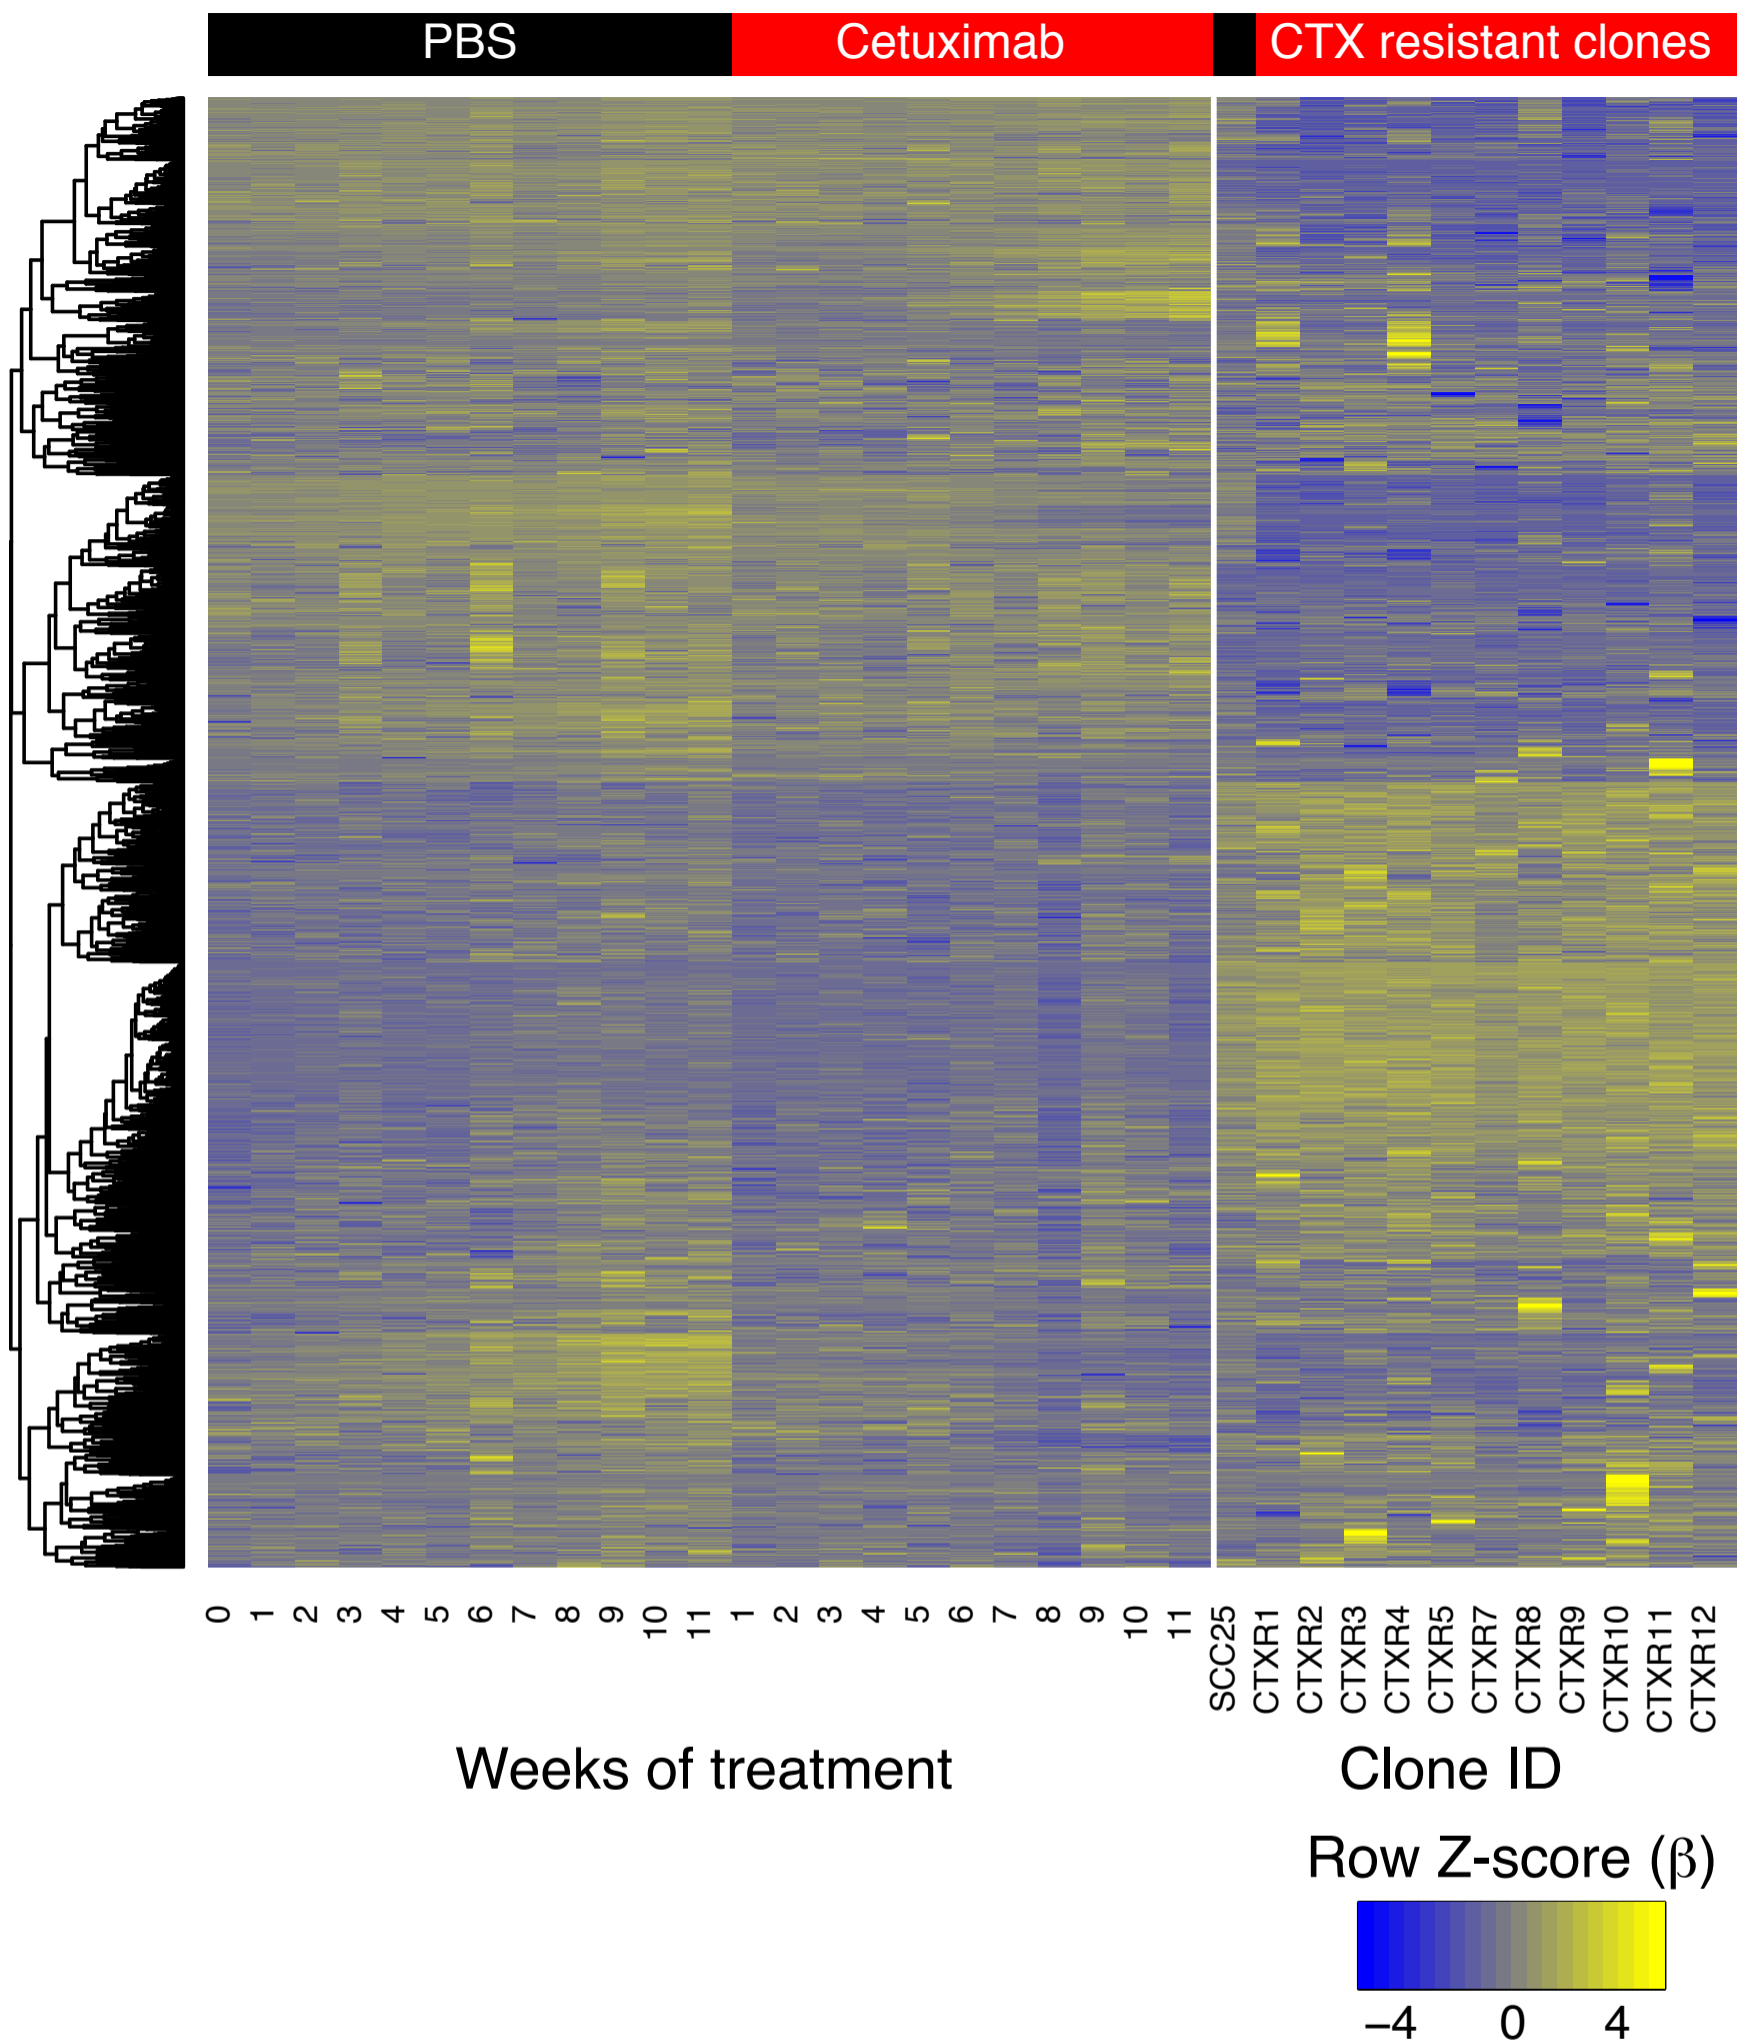 PBS Cetuximab CTX resistant clones
0 1 2 3 4 5 6 7 8 9 10 11 1 2 3 4 5 6 7 8 9 10 11 SCC25 CTXR1 CTXR2 CTXR3 CTXR4 CTXR5 CTXR7 CTXR8 CTXR9 CTXR10 CTXR11 CTXR12
Weeks of treatment Clone ID
Row Z-score (β)
−4 0 4